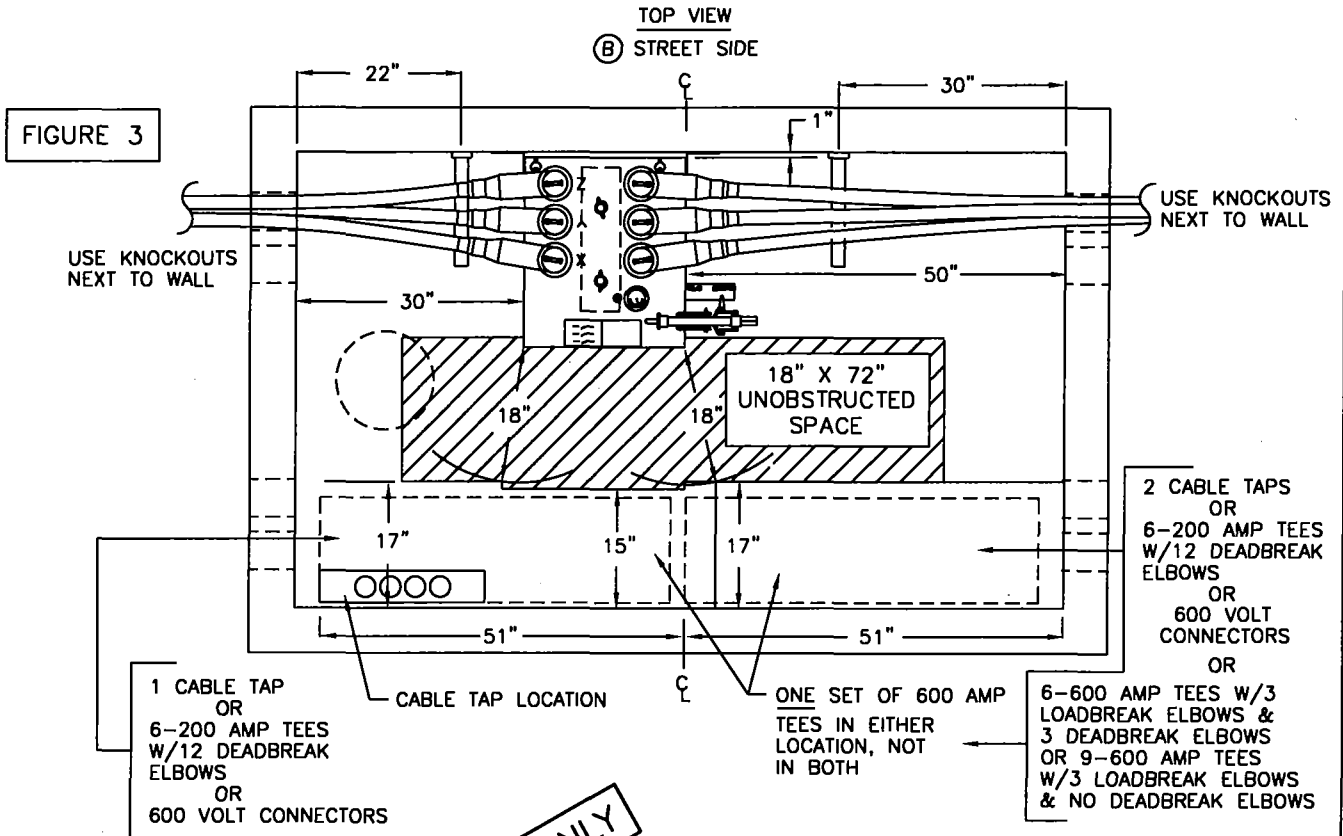 TOP VIEW
Ⓑ STREET SIDE
FIGURE 3
22"
℄
30"
1"
Z
Y
X
USE KNOCKOUTS
NEXT TO WALL
USE KNOCKOUTS
NEXT TO WALL
30"
50"
18"
18"
18" X 72"
UNOBSTRUCTED
SPACE
17"
15"
17"
51"
51"
℄
1 CABLE TAP
OR
6-200 AMP TEES
W/12 DEADBREAK
ELBOWS
OR
600 VOLT CONNECTORS
CABLE TAP LOCATION
ONE SET OF 600 AMP
TEES IN EITHER
LOCATION, NOT
IN BOTH
2 CABLE TAPS
OR
6-200 AMP TEES
W/12 DEADBREAK
ELBOWS
OR
600 VOLT
CONNECTORS
OR
6-600 AMP TEES W/3
LOADBREAK ELBOWS &
3 DEADBREAK ELBOWS
OR 9-600 AMP TEES
W/3 LOADBREAK ELBOWS
& NO DEADBREAK ELBOWS